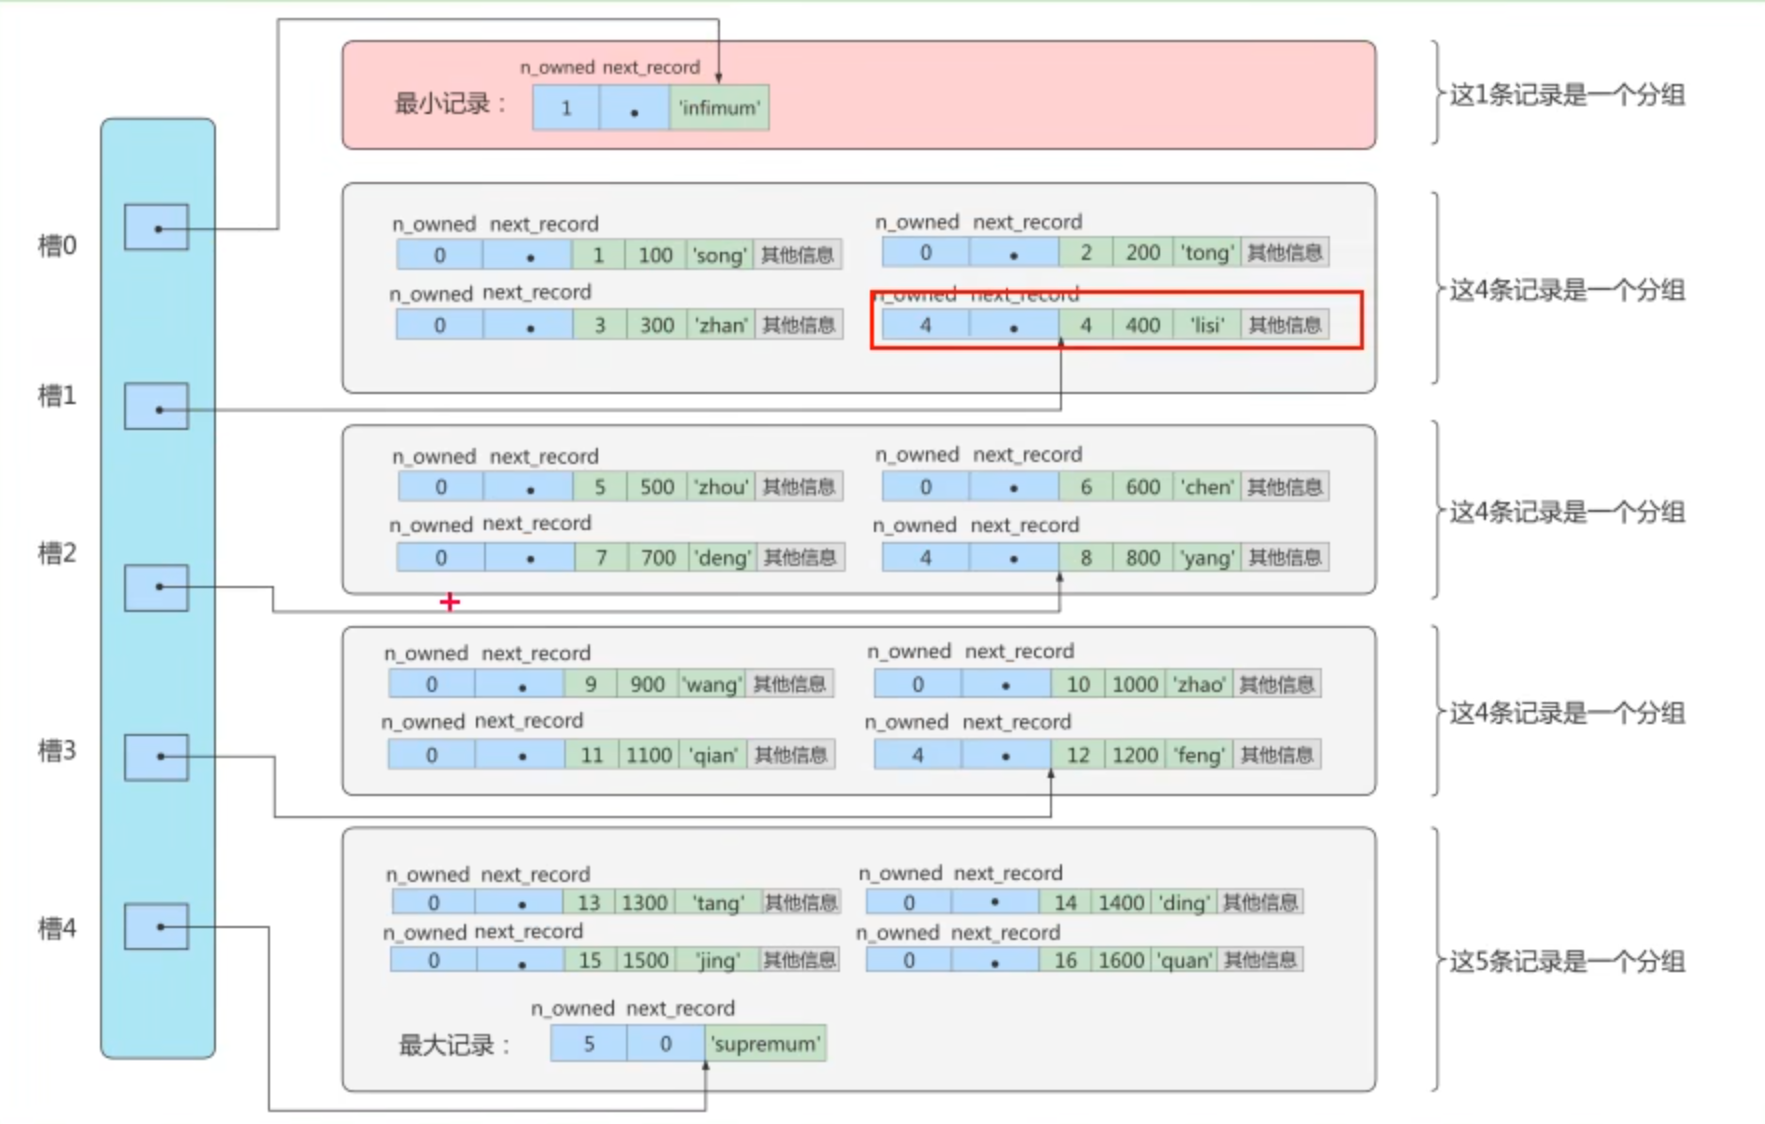 n_owned next_record
最小记录： 1 'infimum' 这1条记录是一个分组
槽0
n_owned next_record n_owned next_record
0 1 100 'song' 其他信息 0 2 200 'tong' 其他信息
n_owned next_record n_owned next_record
0 3 300 'zhan' 其他信息 4 4 400 'lisi' 其他信息
这4条记录是一个分组
槽1
n_owned next_record n_owned next_record
0 5 500 'zhou' 其他信息 0 6 600 'chen' 其他信息
n_owned next_record n_owned next_record
0 7 700 'deng' 其他信息 4 8 800 'yang' 其他信息
这4条记录是一个分组
槽2
n_owned next_record n_owned next_record
0 9 900 'wang' 其他信息 0 10 1000 'zhao' 其他信息
n_owned next_record n_owned next_record
0 11 1100 'qian' 其他信息 4 12 1200 'feng' 其他信息
这4条记录是一个分组
槽3
n_owned next_record n_owned next_record
0 13 1300 'tang' 其他信息 0 14 1400 'ding' 其他信息
n_owned next_record n_owned next_record
0 15 1500 'jing' 其他信息 0 16 1600 'quan' 其他信息
槽4
n_owned next_record
最大记录： 5 0 'supremum'
这5条记录是一个分组